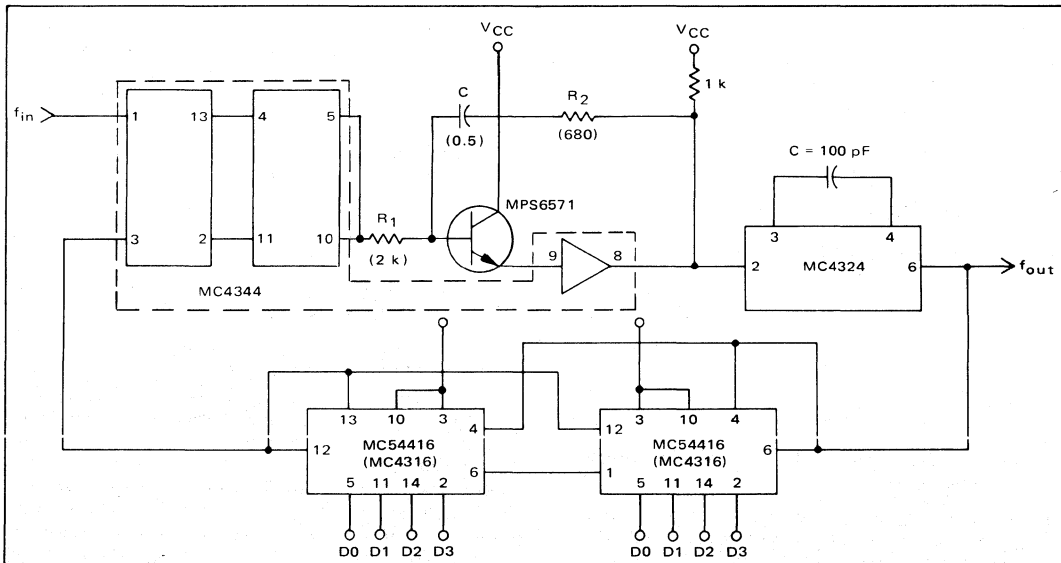 V_CC
V_CC
1 k
C
R_2
(0.5)
(680)
f_in
1
13
4
5
C = 100 pF
MPS6571
R_1
3
4
3
2
11
10
(2 k)
9
8
2
MC4324
6
f_out
MC4344
13
10
3
4
3
10
4
12
12
MC54416
(MC4316)
MC54416
(MC4316)
6
6
1
5
11
14
2
5
11
14
2
D0
D1
D2
D3
D0
D1
D2
D3